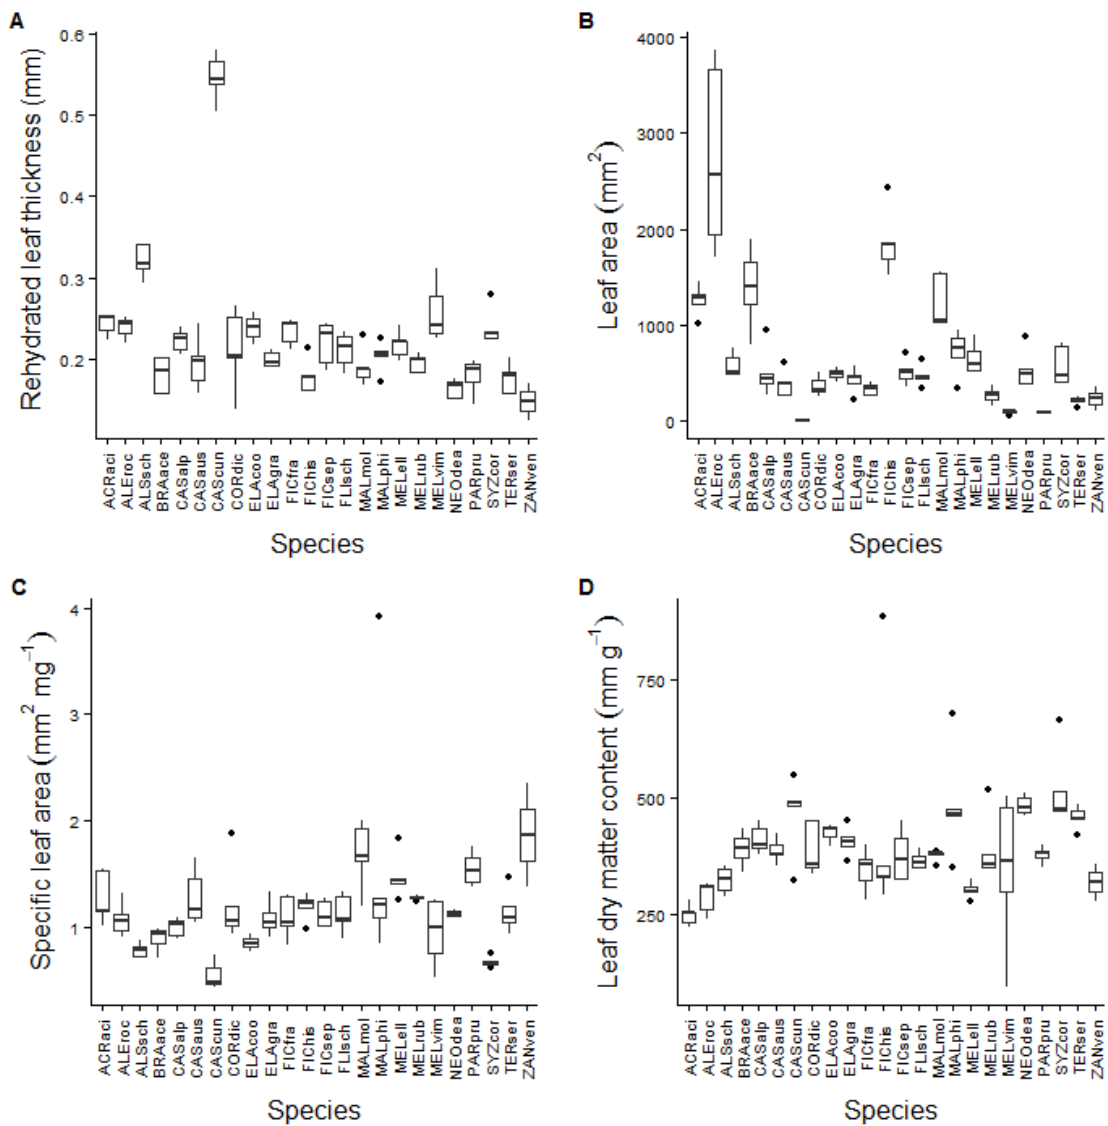 A
Rehydrated leaf thickness (mm)
0.6
0.5
0.4
0.3
0.2
ACRaci
ALEroc
ALSsch
BRAace
CASalp
CASaus
CAScun
CORdic
ELAcoo
ELAgra
FICfra
FIChis
FICsep
FLIsch
MALmol
MALphi
MELell
MELrub
MELvim
NEOdea
PARpru
SYZcor
TERser
ZANven
Species
B
Leaf area (mm²)
4000
3000
2000
1000
0
ACRaci
ALEroc
ALSsch
BRAace
CASalp
CASaus
CAScun
CORdic
ELAcoo
ELAgra
FICfra
FIChis
FICsep
FLIsch
MALmol
MALphi
MELell
MELrub
MELvim
NEOdea
PARpru
SYZcor
TERser
ZANven
Species
C
Specific leaf area (mm² mg⁻¹)
4
3
2
1
ACRaci
ALEroc
ALSsch
BRAace
CASalp
CASaus
CAScun
CORdic
ELAcoo
ELAgra
FICfra
FIChis
FICsep
FLIsch
MALmol
MALphi
MELell
MELrub
MELvim
NEOdea
PARpru
SYZcor
TERser
ZANven
Species
D
Leaf dry matter content (mm g⁻¹)
750
500
250
ACRaci
ALEroc
ALSsch
BRAace
CASalp
CASaus
CAScun
CORdic
ELAcoo
ELAgra
FICfra
FIChis
FICsep
FLIsch
MALmol
MALphi
MELell
MELrub
MELvim
NEOdea
PARpru
SYZcor
TERser
ZANven
Species